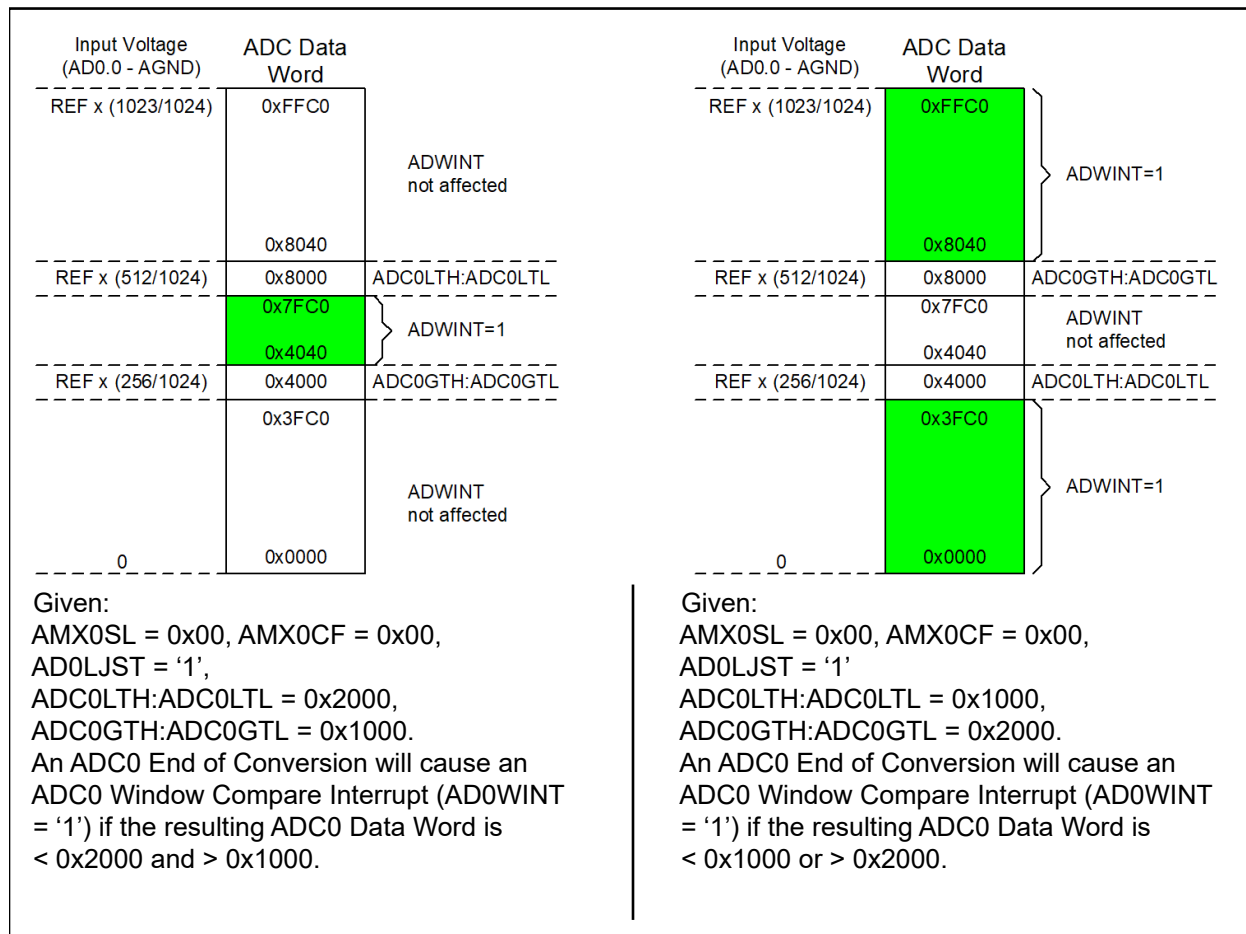 Input Voltage
(AD0.0 - AGND)
ADC Data
Word
REF x (1023/1024)
0xFFC0
ADWINT
not affected
0x8040
REF x (512/1024)
0x8000
ADC0LTH:ADC0LTL
0x7FC0
ADWINT=1
0x4040
REF x (256/1024)
0x4000
ADC0GTH:ADC0GTL
0x3FC0
ADWINT
not affected
0
0x0000
Given:
AMX0SL = 0x00, AMX0CF = 0x00,
AD0LJST = ‘1’,
ADC0LTH:ADC0LTL = 0x2000,
ADC0GTH:ADC0GTL = 0x1000.
An ADC0 End of Conversion will cause an
ADC0 Window Compare Interrupt (AD0WINT
= ‘1’) if the resulting ADC0 Data Word is
< 0x2000 and > 0x1000.
Input Voltage
(AD0.0 - AGND)
ADC Data
Word
REF x (1023/1024)
0xFFC0
ADWINT=1
0x8040
REF x (512/1024)
0x8000
ADC0GTH:ADC0GTL
0x7FC0
ADWINT
not affected
0x4040
REF x (256/1024)
0x4000
ADC0LTH:ADC0LTL
0x3FC0
ADWINT=1
0
0x0000
Given:
AMX0SL = 0x00, AMX0CF = 0x00,
AD0LJST = ‘1’
ADC0LTH:ADC0LTL = 0x1000,
ADC0GTH:ADC0GTL = 0x2000.
An ADC0 End of Conversion will cause an
ADC0 Window Compare Interrupt (AD0WINT
= ‘1’) if the resulting ADC0 Data Word is
< 0x1000 or > 0x2000.